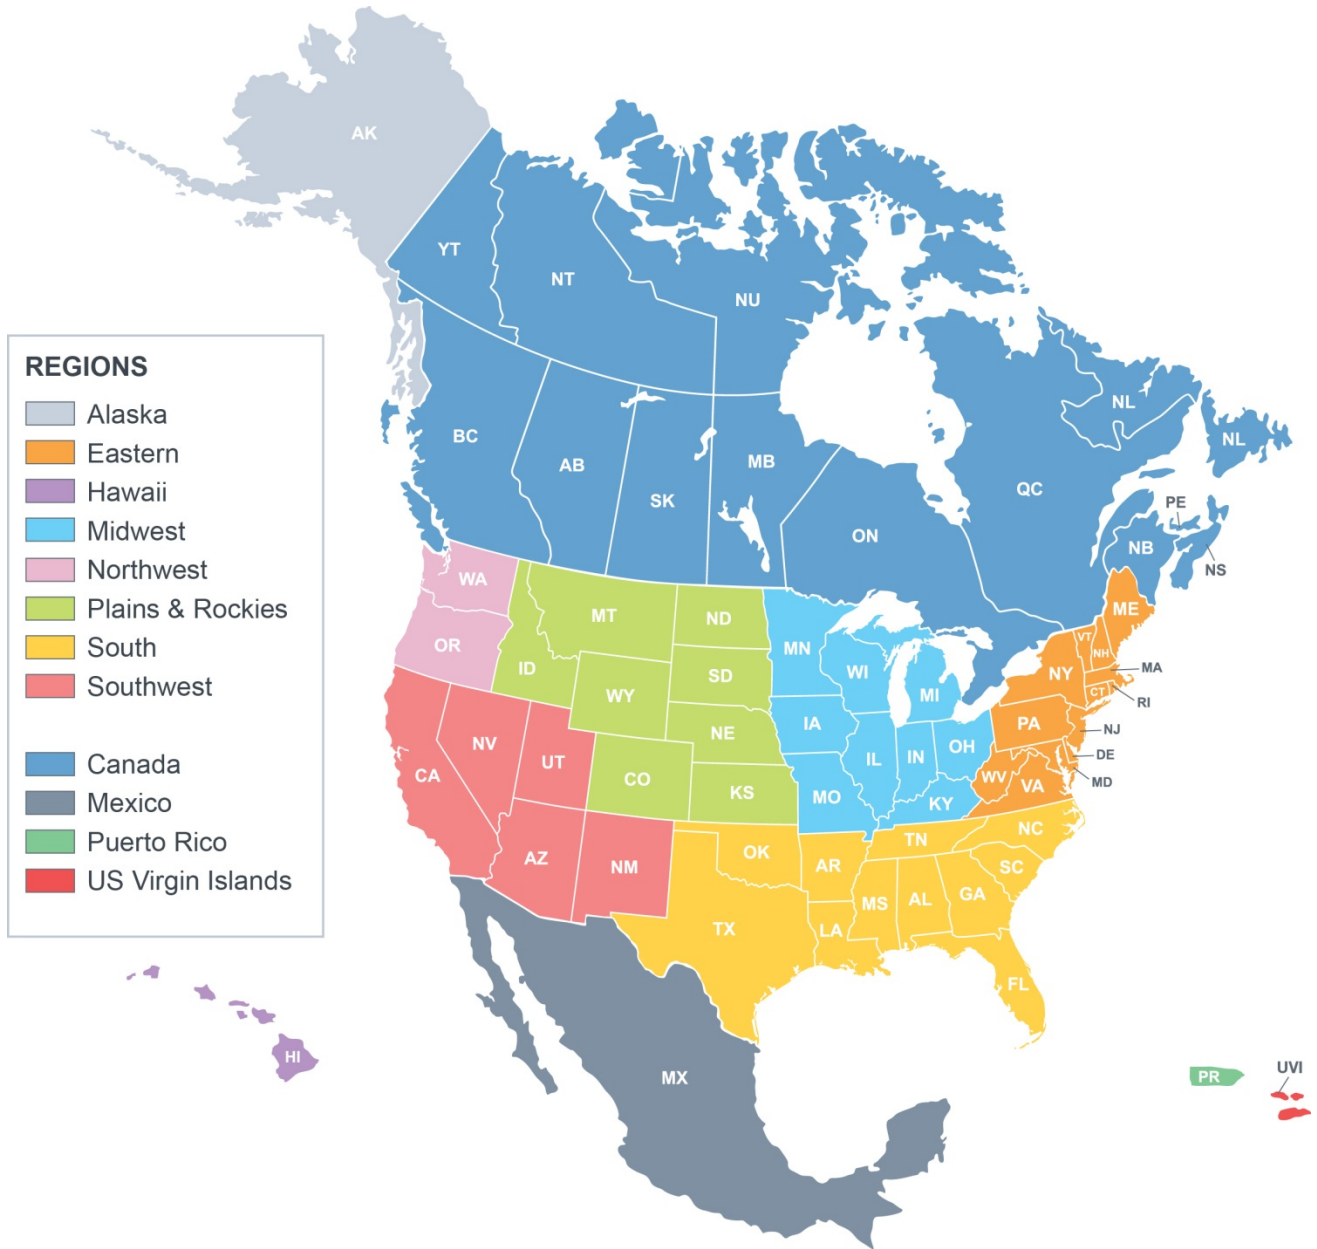 AK
YT
NT
NU
REGIONS
Alaska
Eastern
Hawaii
Midwest
Northwest
Plains & Rockies
South
Southwest
Canada
Mexico
Puerto Rico
US Virgin Islands
BC
AB
SK
MB
ON
QC
NL
NL
PE
NB
NS
WA
OR
MT
ID
WY
ND
SD
NE
CO
KS
MN
WI
MI
IA
IL
IN
OH
MO
KY
ME
VT
NH
NY
MA
CT
RI
PA
NJ
DE
MD
WV
VA
CA
NV
UT
AZ
NM
OK
AR
TN
NC
SC
MS
AL
GA
TX
LA
FL
HI
MX
PR
UVI